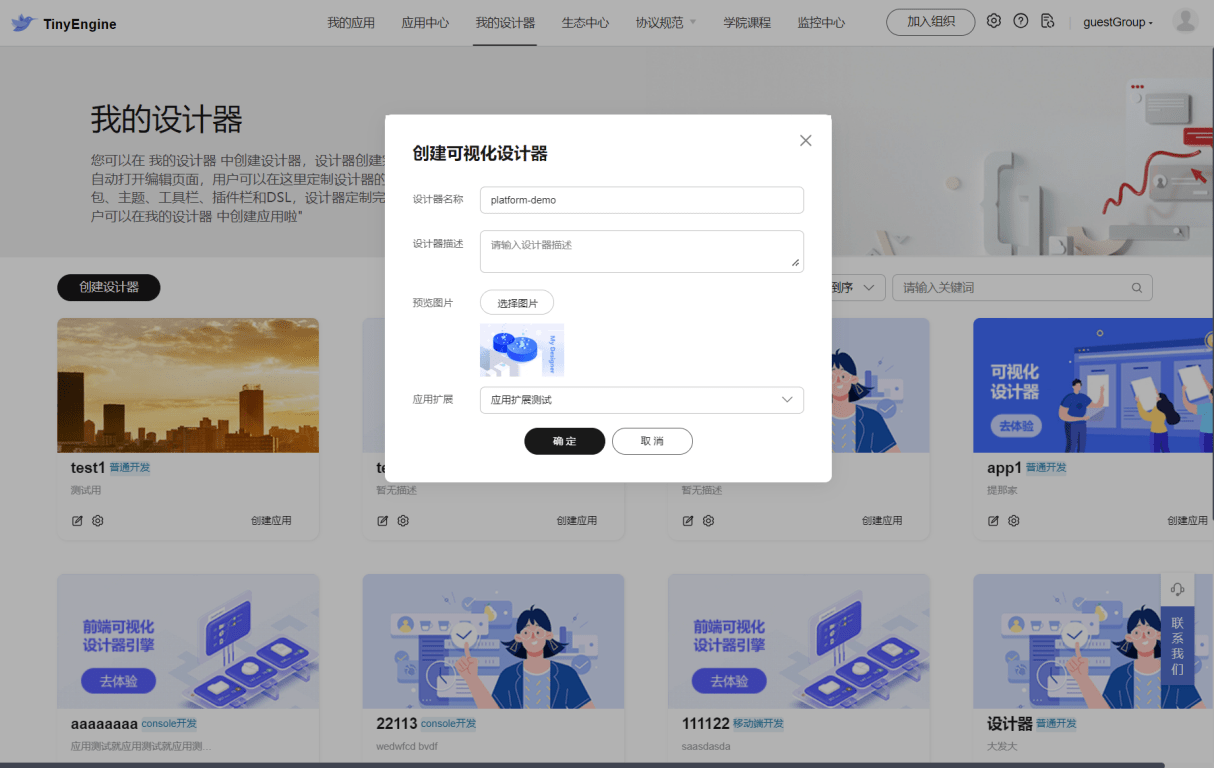 TinyEngine
我的应用
应用中心
我的设计器
生态中心
协议规范
学院课程
监控中心
加入组织
guestGroup
我的设计器
您可以在 我的设计器 中创建设计器，设计器创建
自动打开编辑页面，用户可以在这里定制设计器的
包、主题、工具栏、插件栏和DSL，设计器定制完
户可以在我的设计器 中创建应用啦"
创建可视化设计器
设计器名称
platform-demo
设计器描述
请输入设计器描述
预览图片
选择图片
My Designer
应用扩展
应用扩展测试
确定
取消
创建设计器
到序
请输入关键词
可视化
设计器
去体验
test1 普通开发
测试用
创建应用
te
暂无描述
创建应用
暂无描述
创建应用
app1 普通开发
提那家
创建应用
前端可视化
设计器引擎
去体验
前端可视化
设计器引擎
去体验
联系我们
aaaaaaaa console开发
应用测试就应用测试就应用测...
22113 console开发
wedwfcd bvdf
111122 移动端开发
saasdasda
设计器 普通开发
大发大